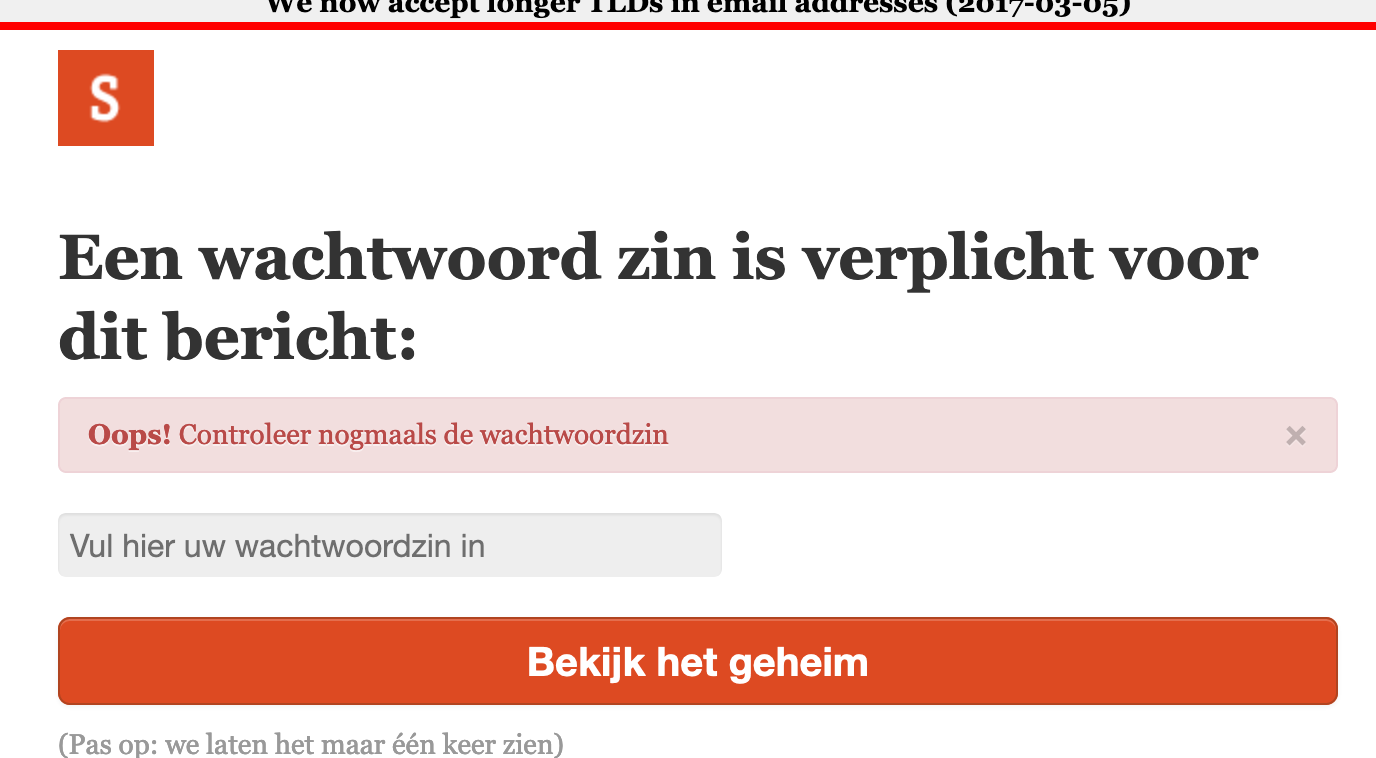 We now accept longer TLDs in email addresses (2017-03-05)
S
Een wachtwoord zin is verplicht voor
dit bericht:
Oops! Controleer nogmaals de wachtwoordzin ×
Vul hier uw wachtwoordzin in
Bekijk het geheim
(Pas op: we laten het maar één keer zien)